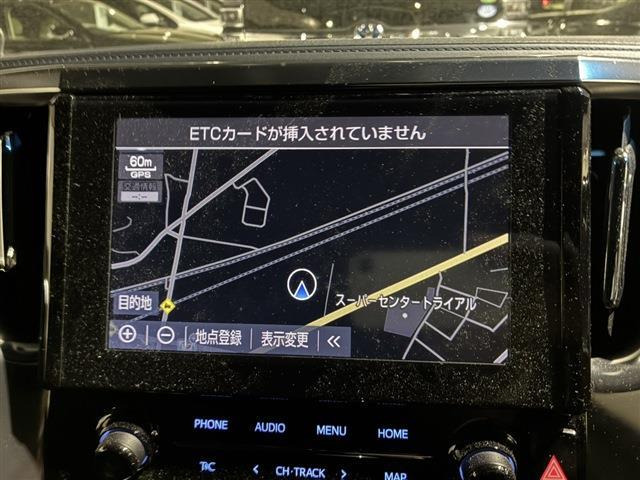 ETCカードが挿入されていません
60m
GPS
交通情報
--:--
スーパーセンタートライアル
目的地
地点登録 表示変更 «
PHONE AUDIO MENU HOME
< CH·TRACK > MAP